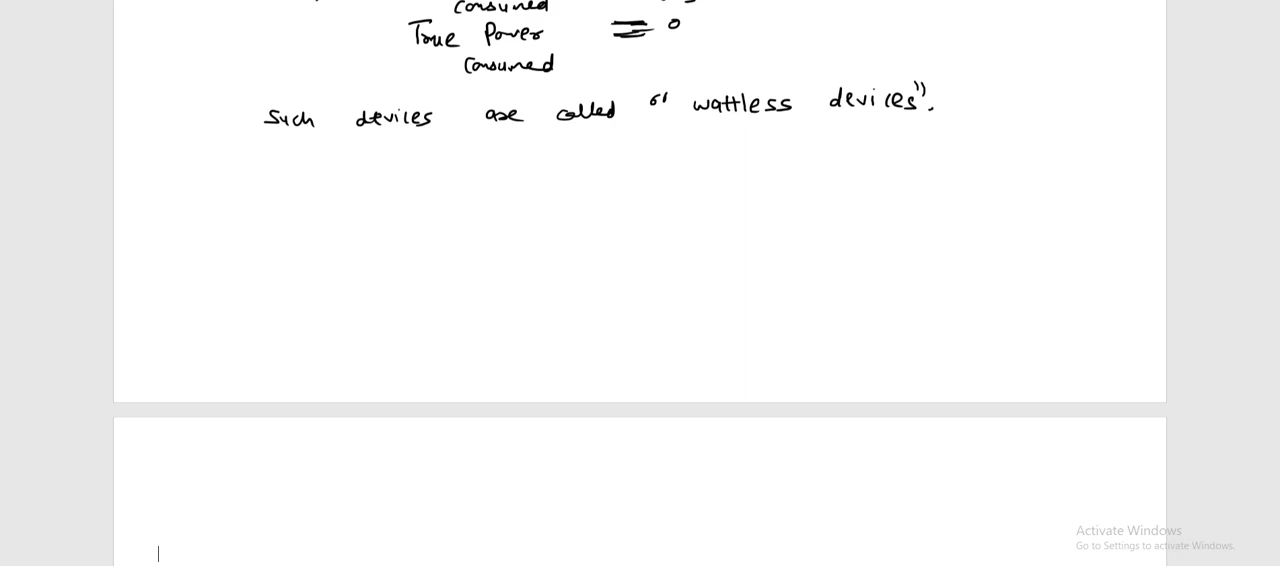 consumed
True Power = 0
consumed
Such devices are called "wattless devices".
Activate Windows
Go to Settings to activate Windows.